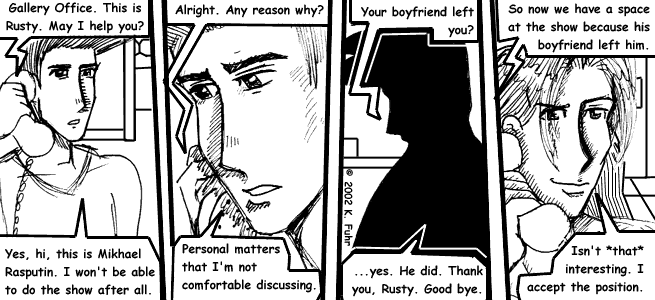 Gallery Office. This is
Rusty. May I help you?
Yes, hi, this is Mikhael
Rasputin. I won't be able
to do the show after all.
Alright. Any reason why?
Personal matters
that I'm not
comfortable discussing.
Your boyfriend left
you?
© 2002 K. Fuhr
...yes. He did. Thank
you, Rusty. Good bye.
So now we have a space
at the show because his
boyfriend left him.
Isn't *that*
interesting. I
accept the position.